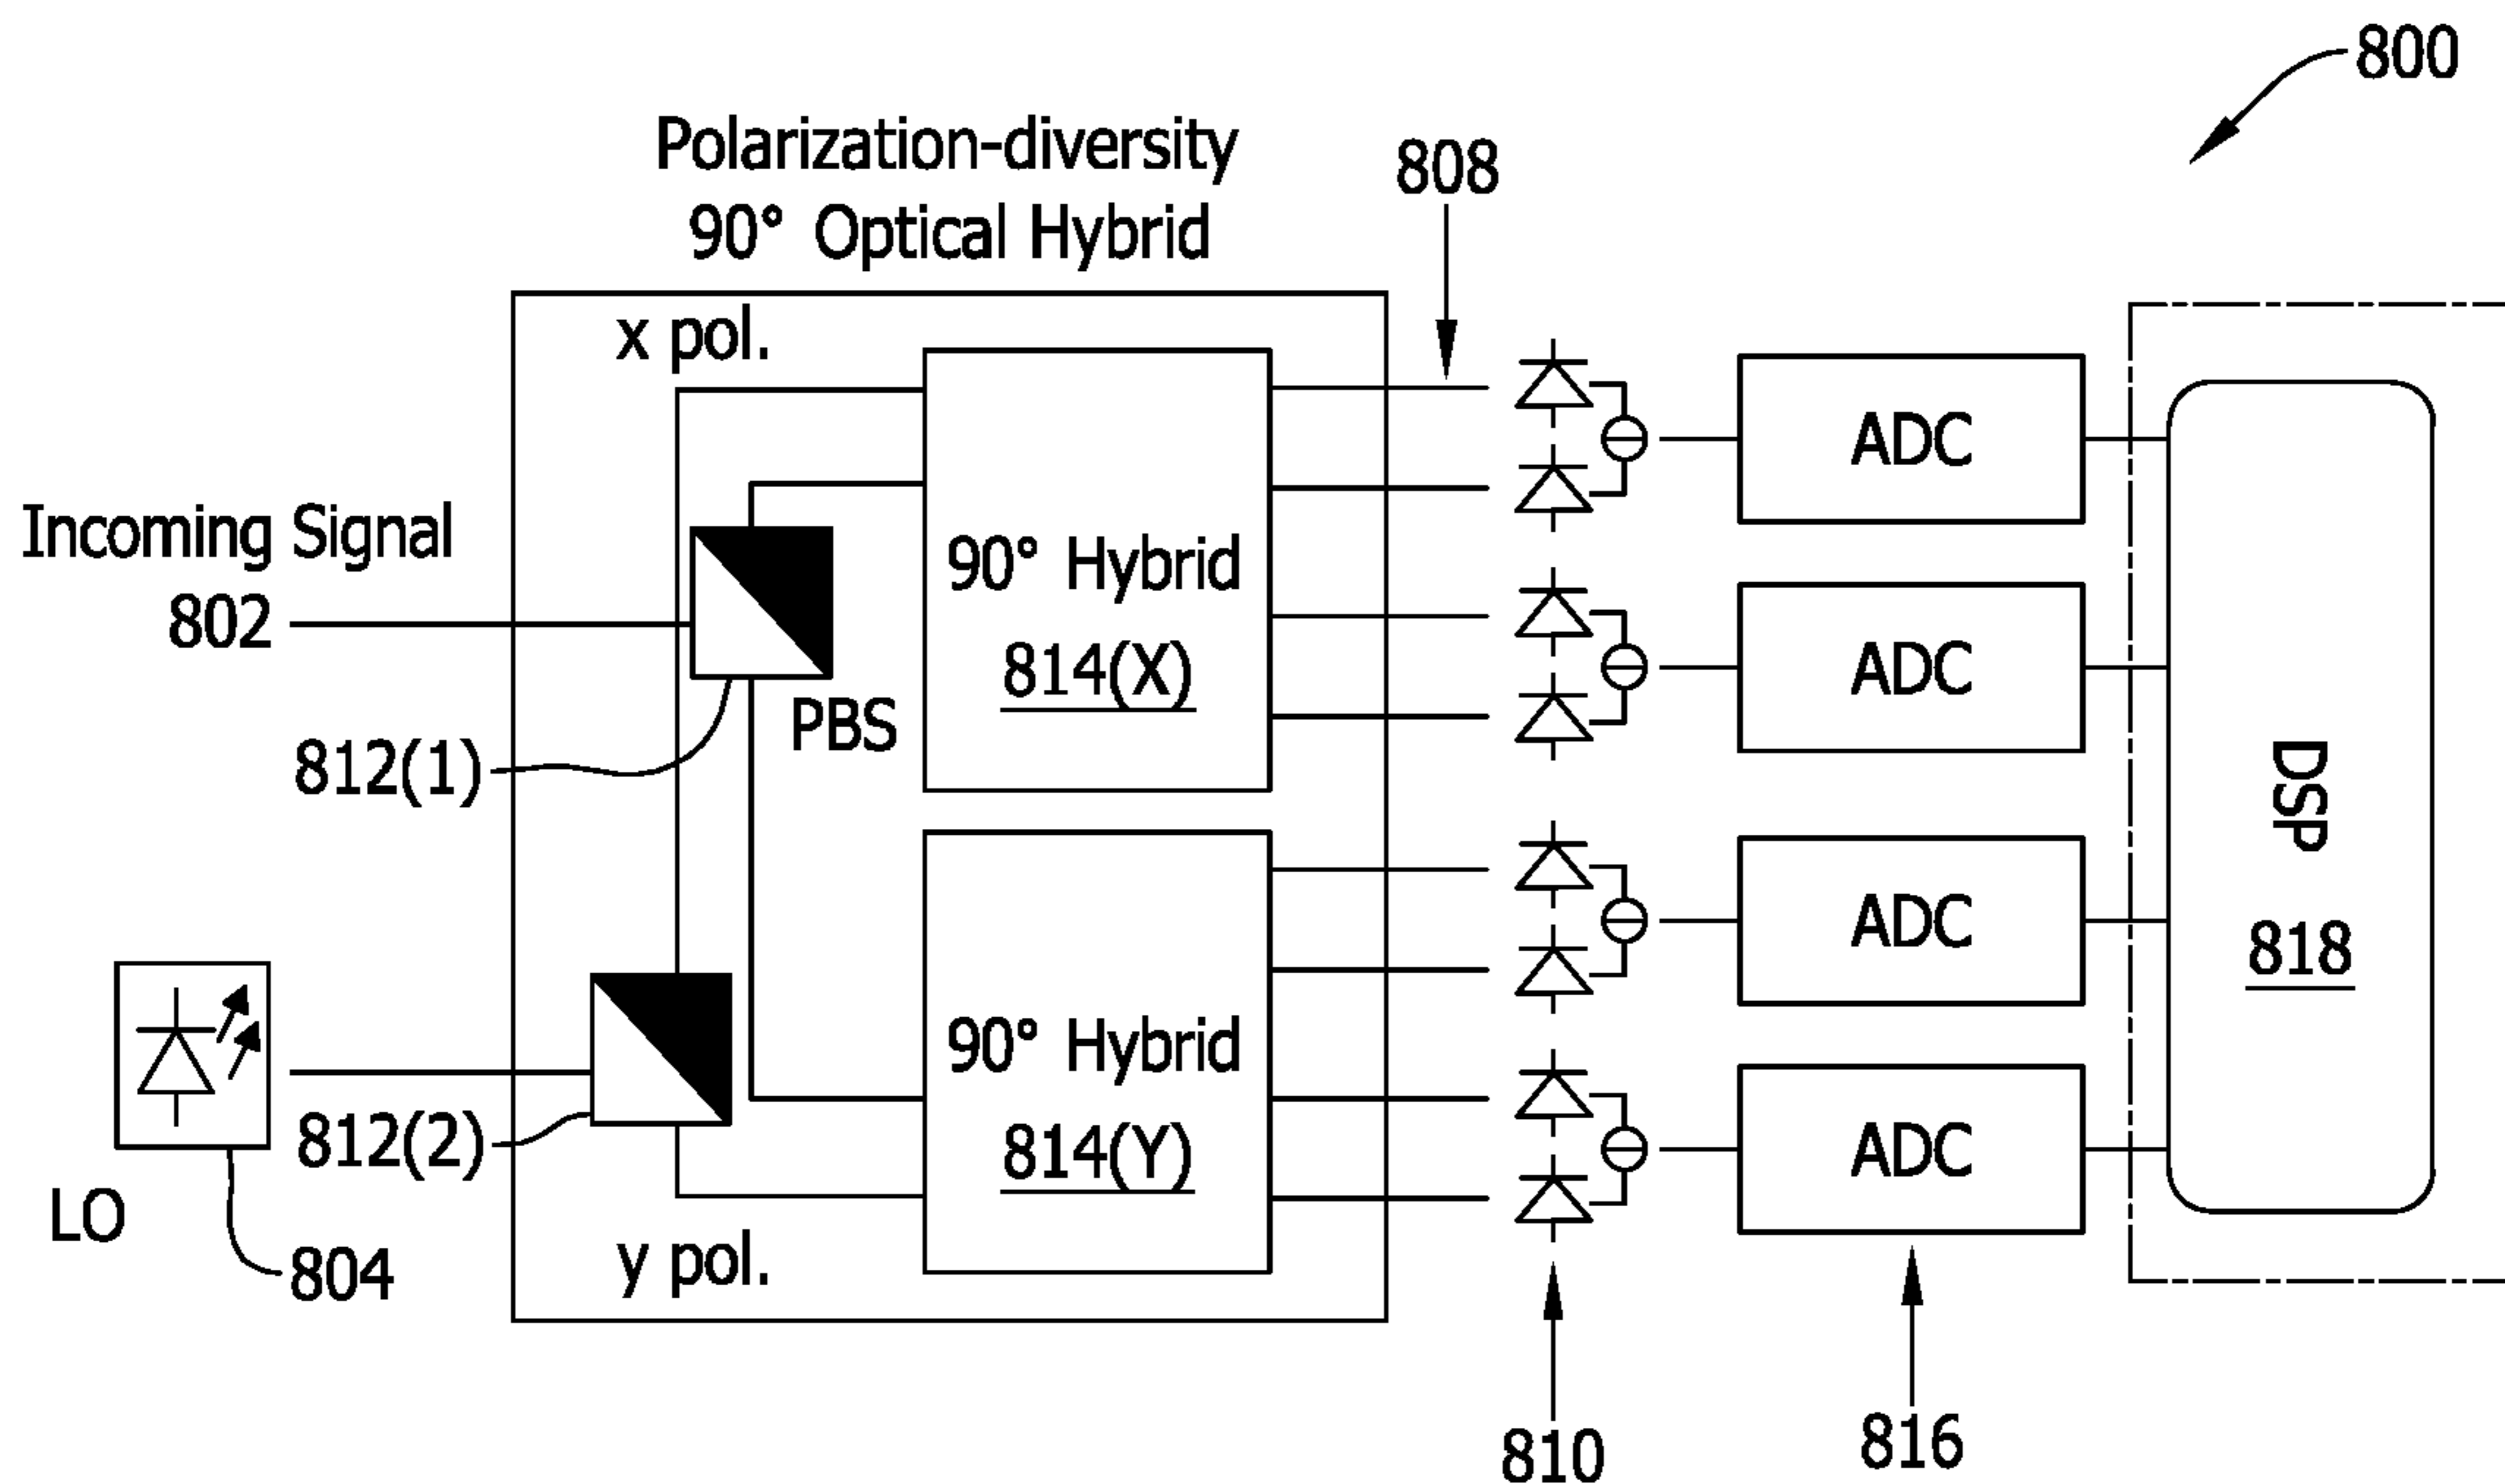 800
Polarization-diversity
90° Optical Hybrid
808
x pol.
Incoming Signal
802
90° Hybrid
814(X)
PBS
812(1)
ADC
ADC
ADC
ADC
DSP
818
90° Hybrid
814(Y)
812(2)
LO
804
y pol.
810
816